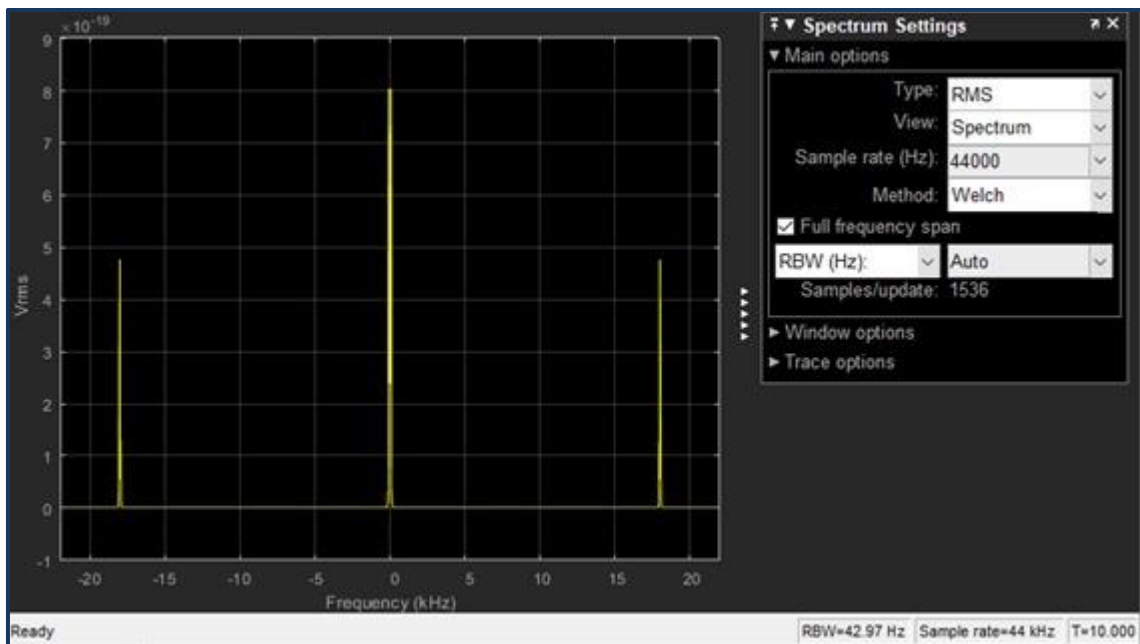 ×10⁻¹⁹
9
8
7
6
5
4
3
2
1
0
-1
Vrms
-20 -15 -10 -5 0 5 10 15 20
Frequency (kHz)
Spectrum Settings
Main options
Type: RMS
View: Spectrum
Sample rate (Hz): 44000
Method: Welch
Full frequency span
RBW (Hz): Auto
Samples/update: 1536
Window options
Trace options
Ready RBW=42.97 Hz Sample rate=44 kHz T=10.000